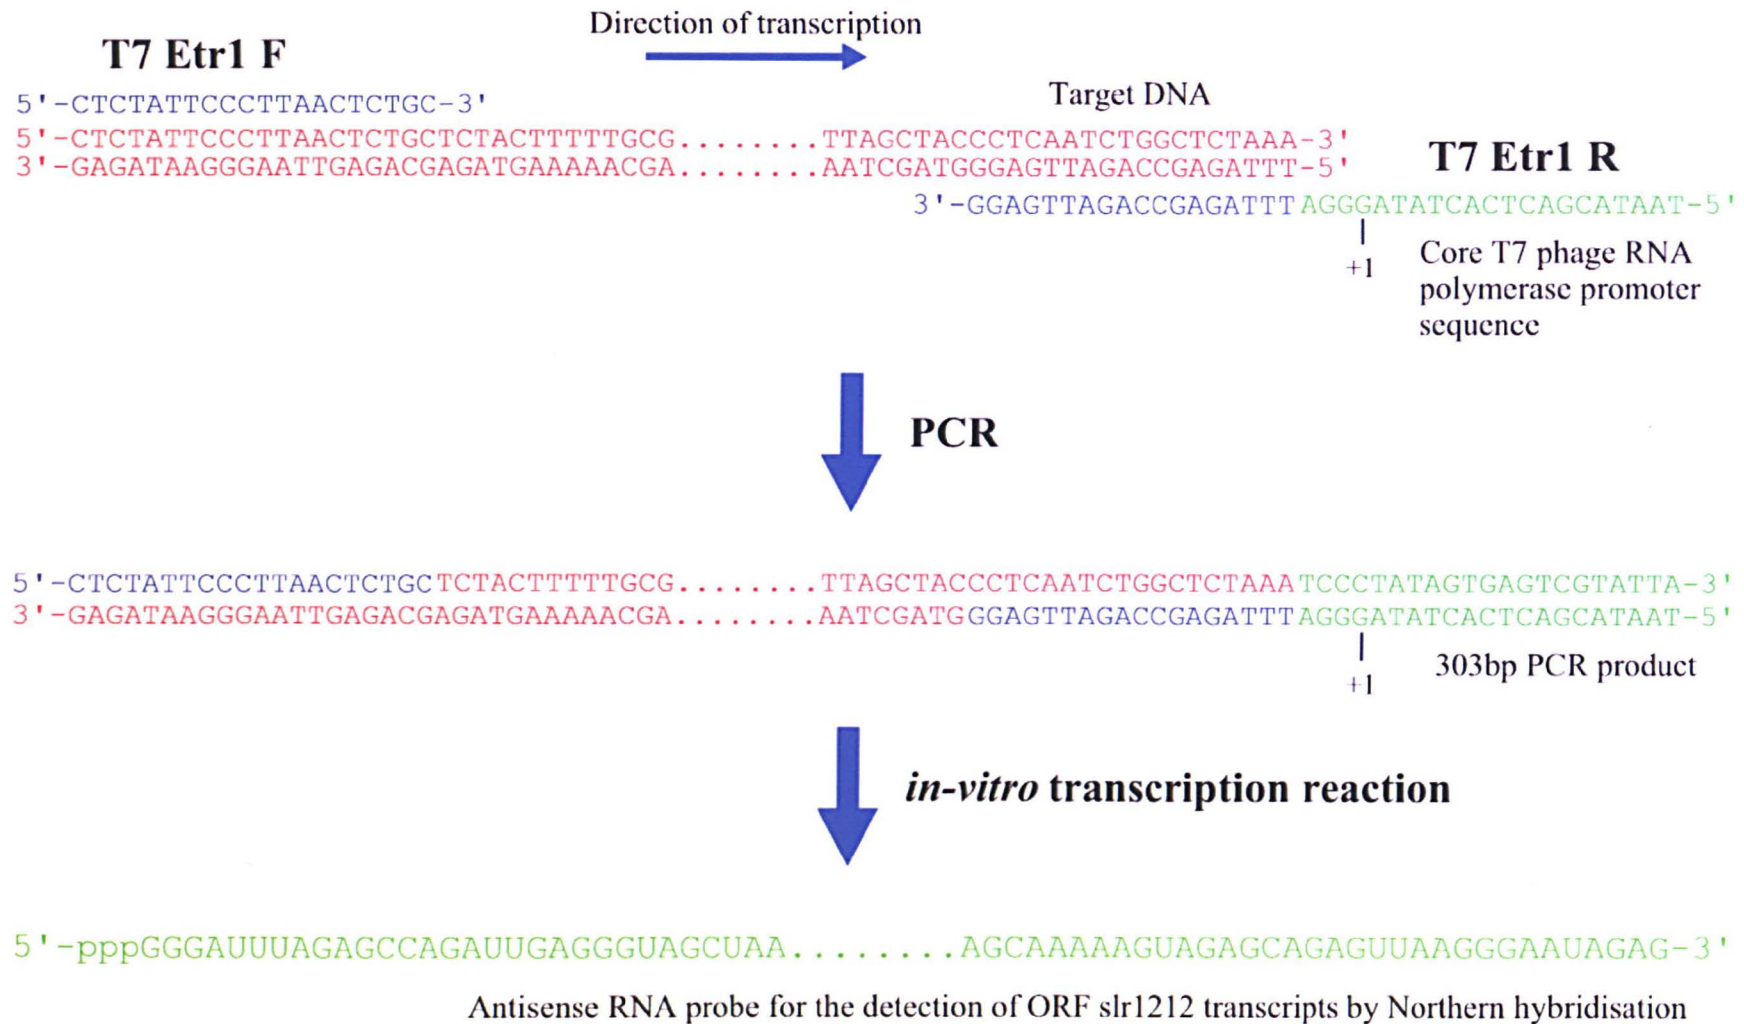 Direction of transcription
T7 Etr1 F
5'-CTCTATTCCCTTAACTCTGC-3'
Target DNA
5'-CTCTATTCCCTTAACTCTGCTCTACTTTTTGCG........TTAGCTACCCTCAATCTGGCTCTAAA-3'
3'-GAGATAAGGGAATTGAGACGAGATGAAAAACGA........AATCGATGGGAGTTAGACCGAGATTT-5'
T7 Etr1 R
3'-GGAGTTAGACCGAGATTTAGGGATATCACTCAGCATAAT-5'
+1
Core T7 phage RNA
polymerase promoter
sequence
PCR
5'-CTCTATTCCCTTAACTCTGCTCTACTTTTTGCG........TTAGCTACCCTCAATCTGGCTCTAAATCCCTATAGTGAGTCGTATTA-3'
3'-GAGATAAGGGAATTGAGACGAGATGAAAAACGA........AATCGATGGGAGTTAGACCGAGATTTAGGGATATCACTCAGCATAAT-5'
+1
303bp PCR product
in-vitro transcription reaction
5'-pppGGGAUUUAGAGCCAGAUUGAGGGUAGCUAA........AGCAAAAAGUAGAGCAGAGUUAAGGGAAUAGAG-3'
Antisense RNA probe for the detection of ORF slr1212 transcripts by Northern hybridisation